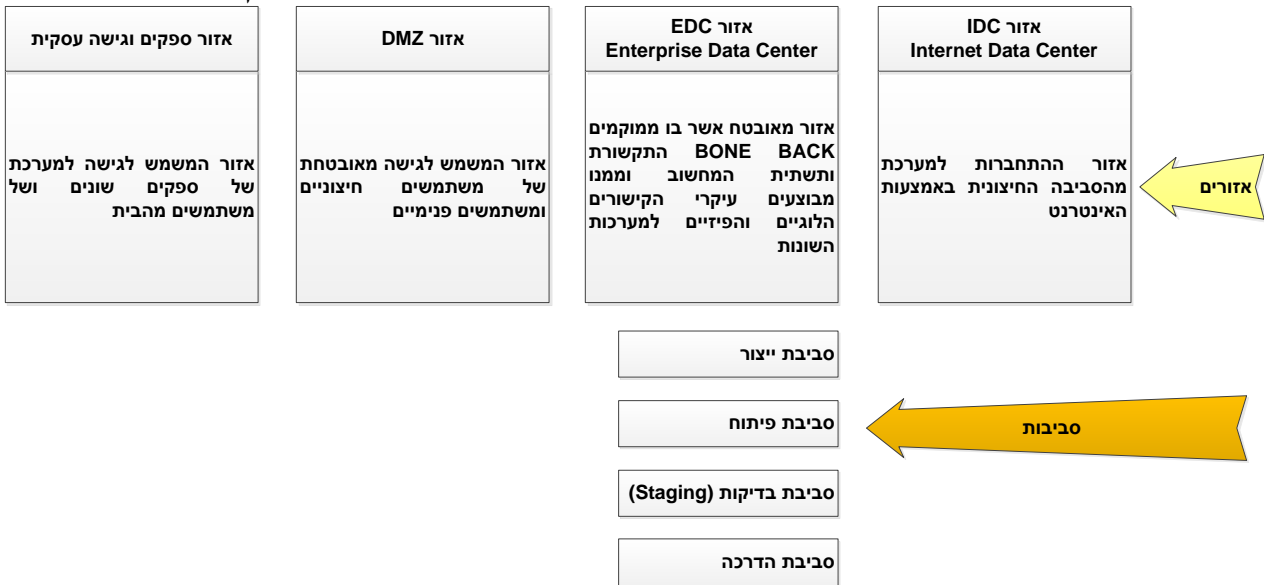 אזור IDC
Internet Data Center
אזור EDC
Enterprise Data Center
אזור DMZ
אזור ספקים וגישה עסקית
אזורים
אזור ההתחברות למערכת
מהסביבה החיצונית באמצעות
האינטרנט
אזור מאובטח אשר בו ממוקמים
BONE BACK התקשורת
ותשתית המחשוב וממנו
מבוצעים עיקרי הקישורים
הלוגיים והפיזיים למערכות
השונות
אזור המשמש לגישה מאובטחת
של משתמשים חיצוניים
ומשתמשים פנימיים
אזור המשמש לגישה למערכת
של ספקים שונים ושל
משתמשים מהבית
סביבות
סביבת ייצור
סביבת פיתוח
סביבת בדיקות (Staging)
סביבת הדרכה